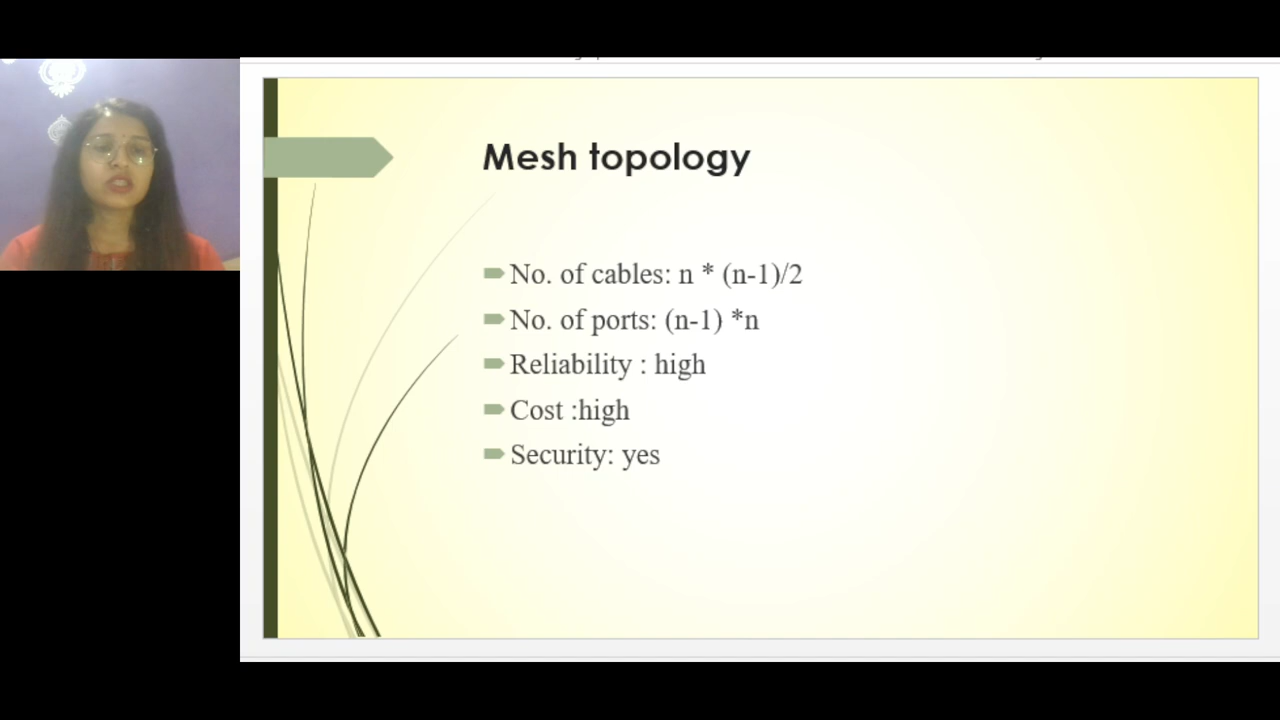 Mesh topology
No. of cables: n * (n-1)/2
No. of ports: (n-1) *n
Reliability : high
Cost :high
Security: yes